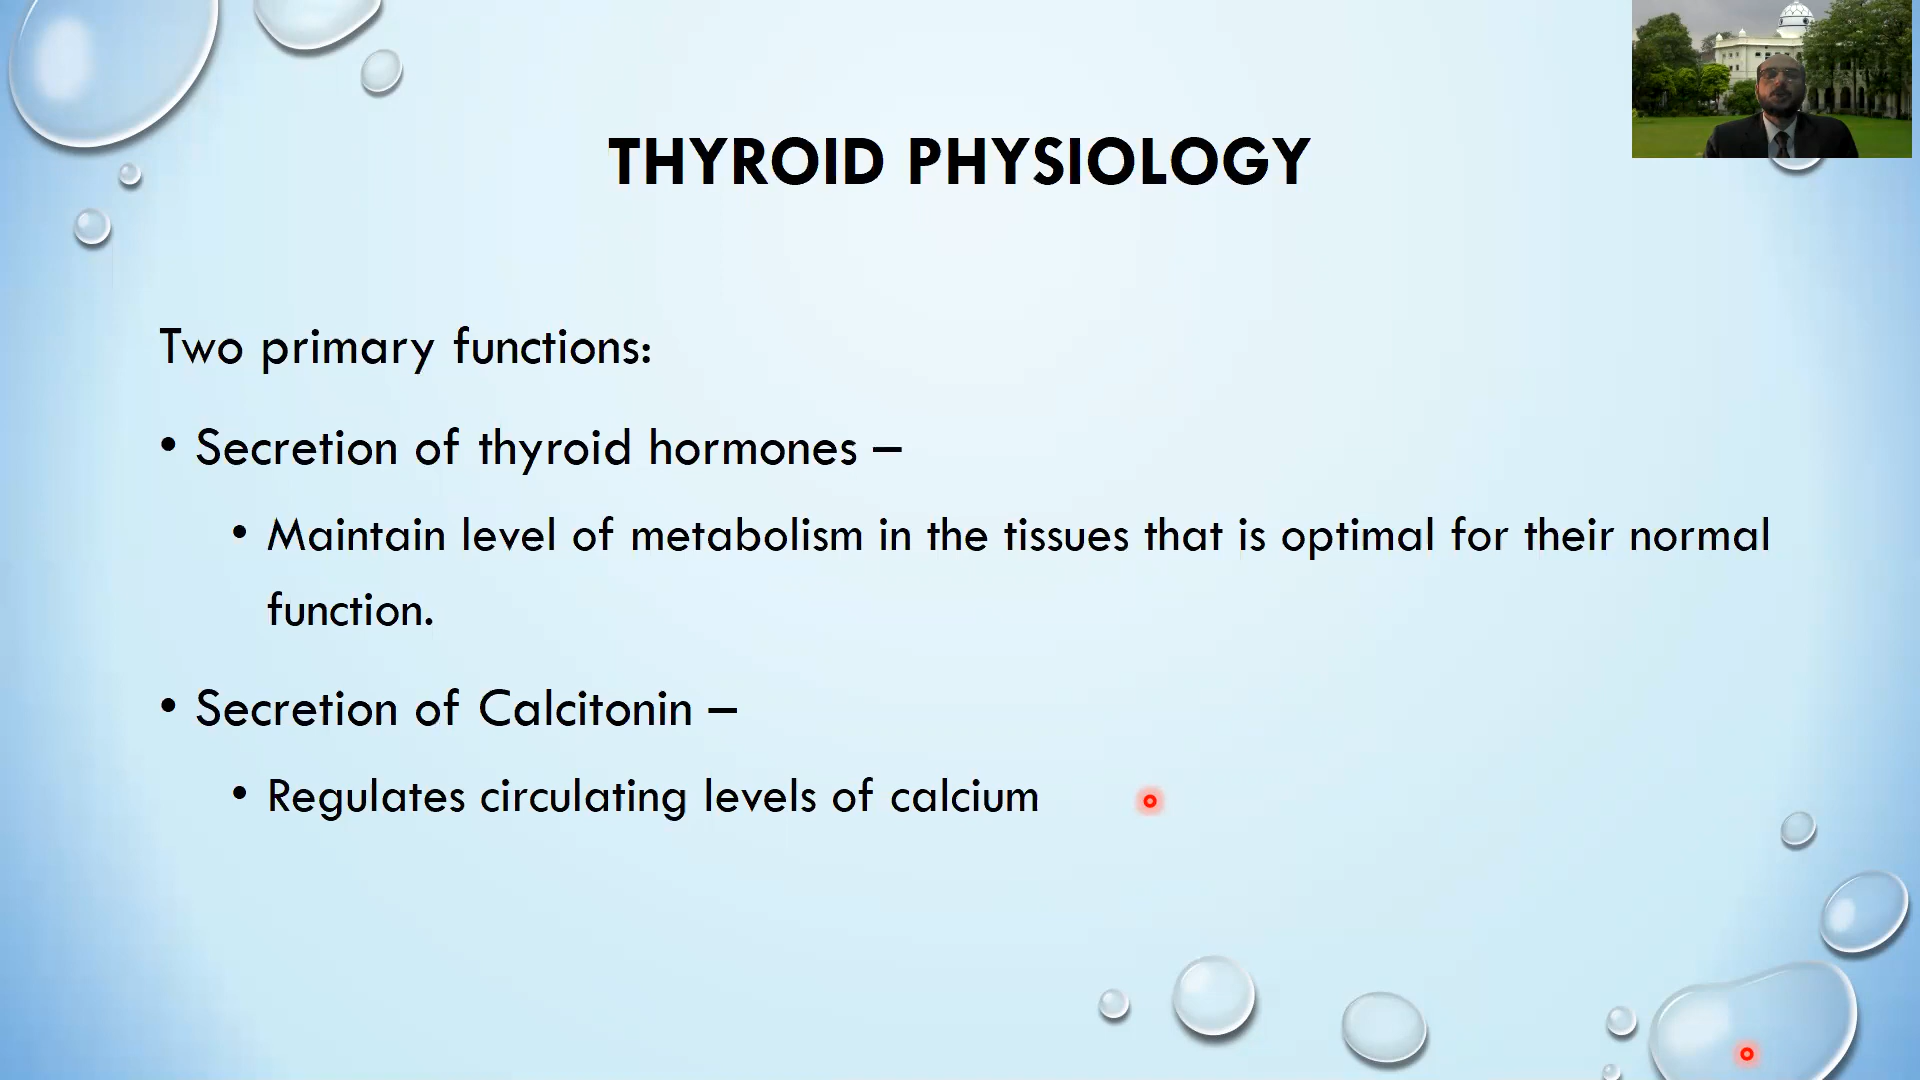 THYROID PHYSIOLOGY
Two primary functions:
• Secretion of thyroid hormones –
• Maintain level of metabolism in the tissues that is optimal for their normal
function.
• Secretion of Calcitonin –
• Regulates circulating levels of calcium